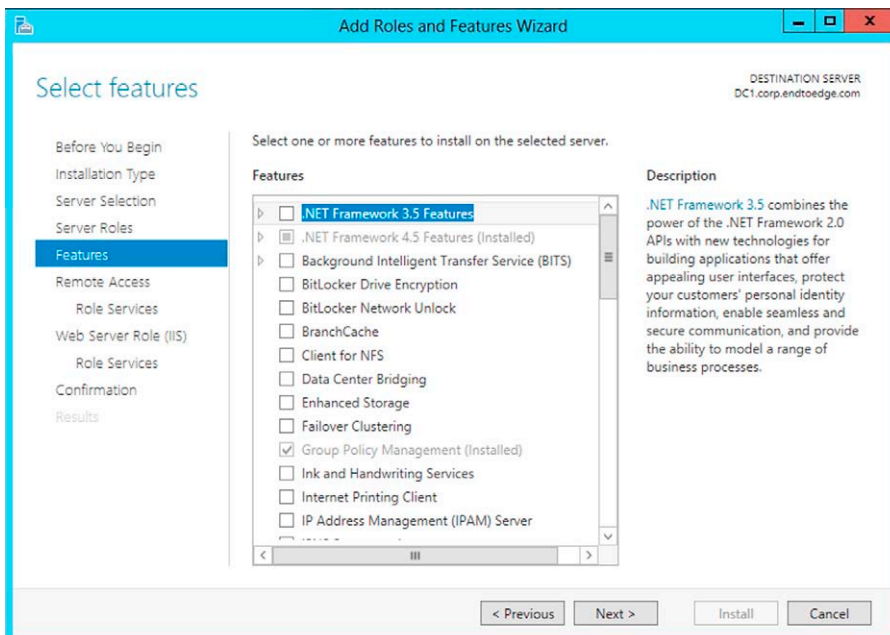 Add Roles and Features Wizard
Select features
DESTINATION SERVER
DC1.corp.endtoedge.com
Before You Begin
Installation Type
Server Selection
Server Roles
Features
Remote Access
Role Services
Web Server Role (IIS)
Role Services
Confirmation
Results
Select one or more features to install on the selected server.
Features
.NET Framework 3.5 Features
.NET Framework 4.5 Features (Installed)
Background Intelligent Transfer Service (BITS)
BitLocker Drive Encryption
BitLocker Network Unlock
BranchCache
Client for NFS
Data Center Bridging
Enhanced Storage
Failover Clustering
Group Policy Management (Installed)
Ink and Handwriting Services
Internet Printing Client
IP Address Management (IPAM) Server
Description
.NET Framework 3.5 combines the
power of the .NET Framework 2.0
APIs with new technologies for
building applications that offer
appealing user interfaces, protect
your customers' personal identity
information, enable seamless and
secure communication, and provide
the ability to model a range of
business processes.
< Previous
Next >
Install
Cancel